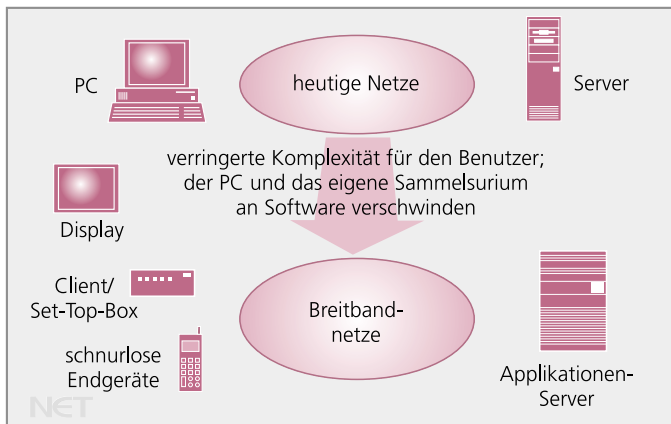 PC
heutige Netze
Server
verringerte Komplexität für den Benutzer;
der PC und das eigene Sammelsurium
an Software verschwinden
Display
Client/
Set-Top-Box
Breitband-
netze
schnurlose
Endgeräte
Applikationen-
Server
NET